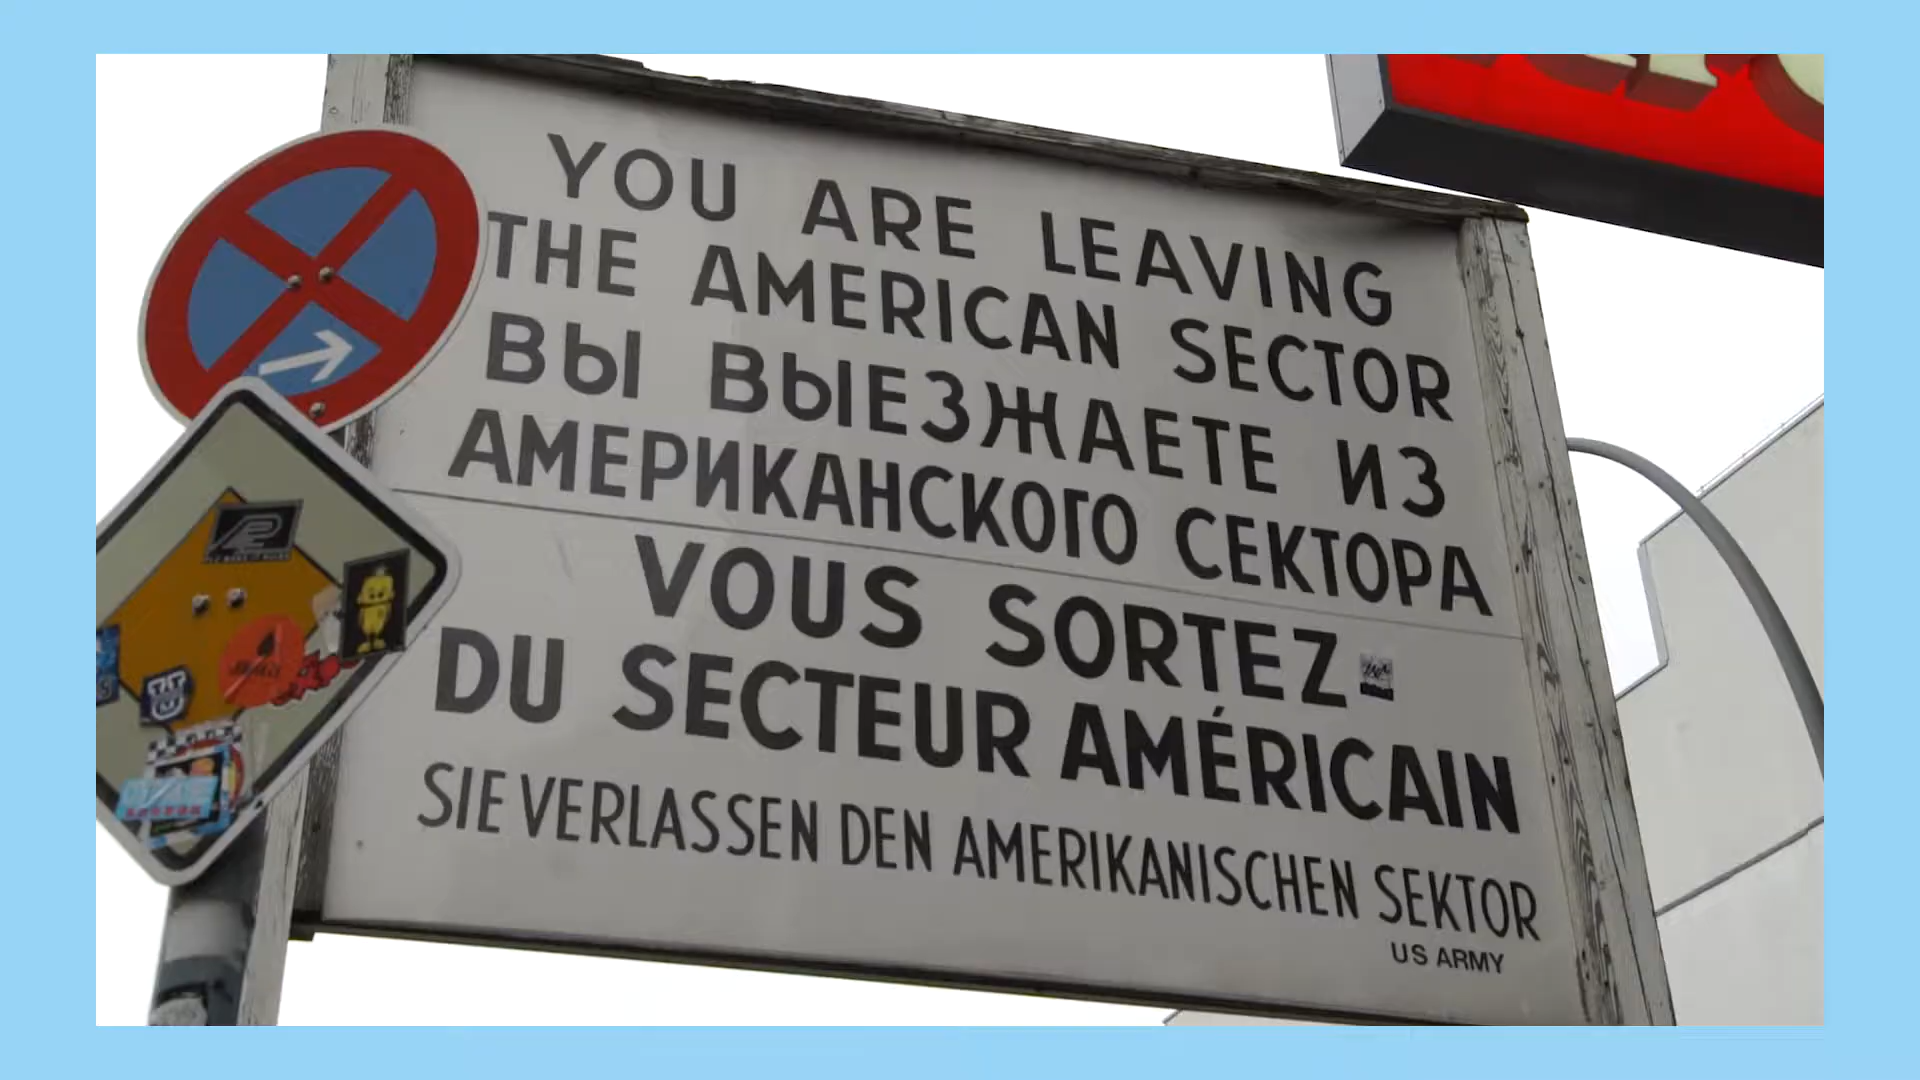 YOU ARE LEAVING
THE AMERICAN SECTOR
ВЫ ВЫЕЗЖАЕТЕ ИЗ
АМЕРИКАНСКОГО СЕКТОРА
VOUS SORTEZ
DU SECTEUR AMÉRICAIN
SIE VERLASSEN DEN AMERIKANISCHEN SEKTOR
US ARMY